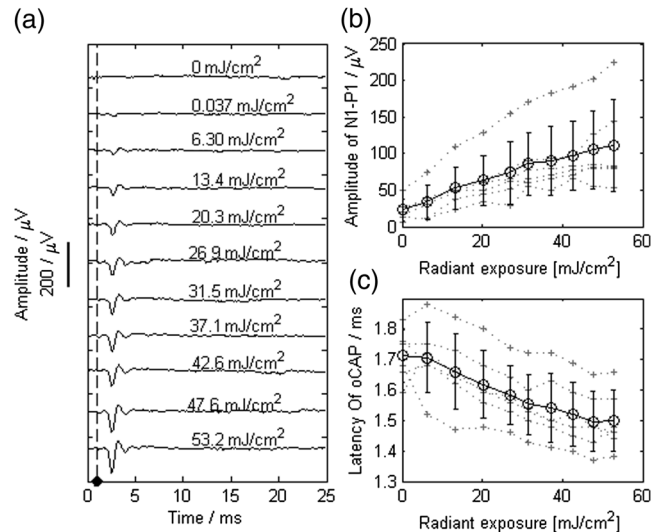 (a)
0 mJ/cm2
0.037 mJ/cm2
6.30 mJ/cm2
13.4 mJ/cm2
20.3 mJ/cm2
26.9 mJ/cm2
31.5 mJ/cm2
37.1 mJ/cm2
42.6 mJ/cm2
47.6 mJ/cm2
53.2 mJ/cm2
Amplitude / µV
200 / µV
0 5 10 15 20 25
Time / ms
(b)
250
200
150
100
50
0
Amplitude of N1-P1 / µV
0 20 40 60
Radiant exposure [mJ/cm2]
(c)
1.8
1.7
1.6
1.5
1.4
1.3
Latency Of oCAP / ms
0 20 40 60
Radiant exposure [mJ/cm2]